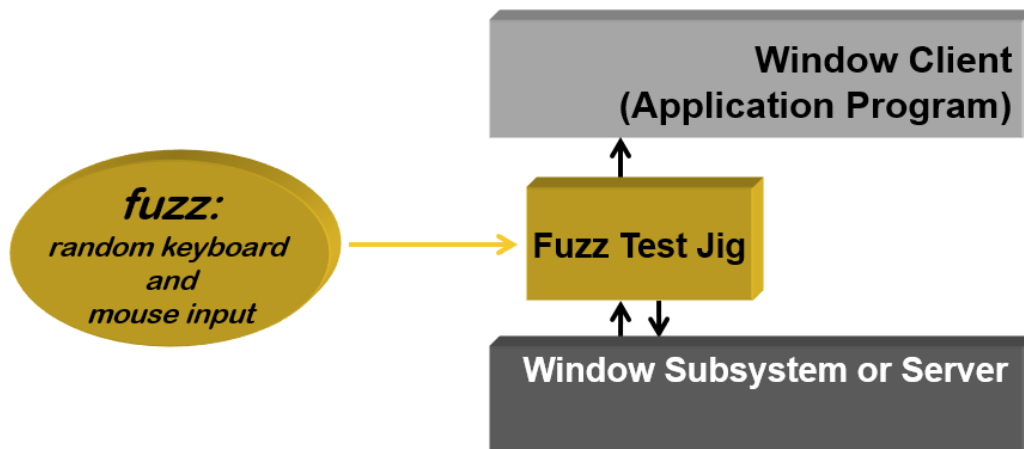 Window Client
(Application Program)
fuzz:
random keyboard
and
mouse input
Fuzz Test Jig
Window Subsystem or Server